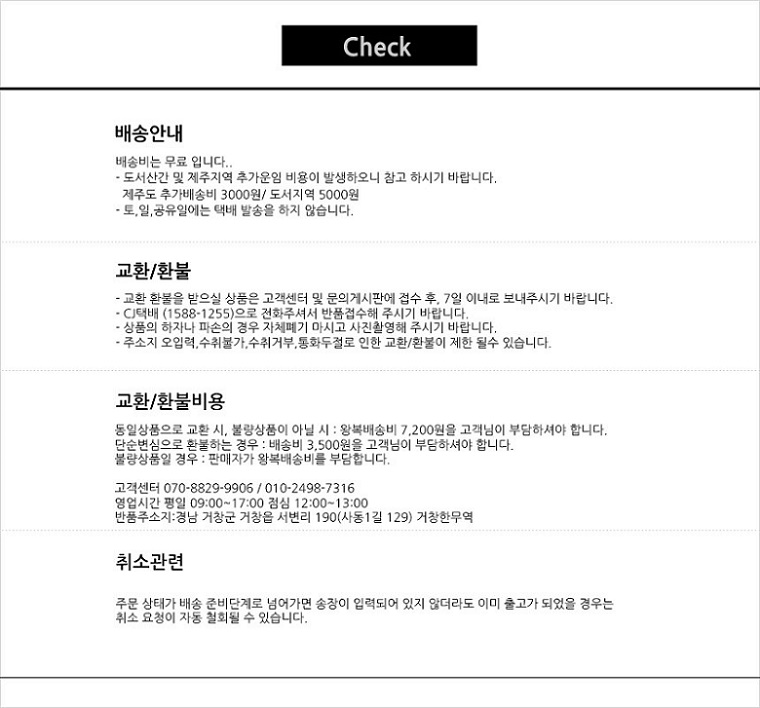 Check
배송안내
배송비는 무료 입니다..
- 도서산간 및 제주지역 추가운임 비용이 발생하오니 참고 하시기 바랍니다.
제주도 추가배송비 3000원/ 도서지역 5000원
- 토,일,공유일에는 택배 발송을 하지 않습니다.
교환/환불
- 교환 환불을 받으실 상품은 고객센터 및 문의게시판에 접수 후, 7일 이내로 보내주시기 바랍니다.
- CJ택배 (1588-1255)으로 전화주셔서 반품접수해 주시기 바랍니다.
- 상품의 하자나 파손의 경우 자체폐기 마시고 사진촬영해 주시기 바랍니다.
- 주소지 오입력,수취불가,수취거부,통화두절로 인한 교환/환불이 제한 될수 있습니다.
교환/환불비용
동일상품으로 교환 시, 불량상품이 아닐 시 : 왕복배송비 7,200원을 고객님이 부담하셔야 합니다.
단순변심으로 환불하는 경우 : 배송비 3,500원을 고객님이 부담하셔야 합니다.
불량상품일 경우 : 판매자가 왕복배송비를 부담합니다.
고객센터 070-8829-9906 / 010-2498-7316
영업시간 평일 09:00~17:00 점심 12:00~13:00
반품주소지:경남 거창군 거창읍 서변리 190(사동1길 129) 거창한무역
취소관련
주문 상태가 배송 준비단계로 넘어가면 송장이 입력되어 있지 않더라도 이미 출고가 되었을 경우는
취소 요청이 자동 철회될 수 있습니다.